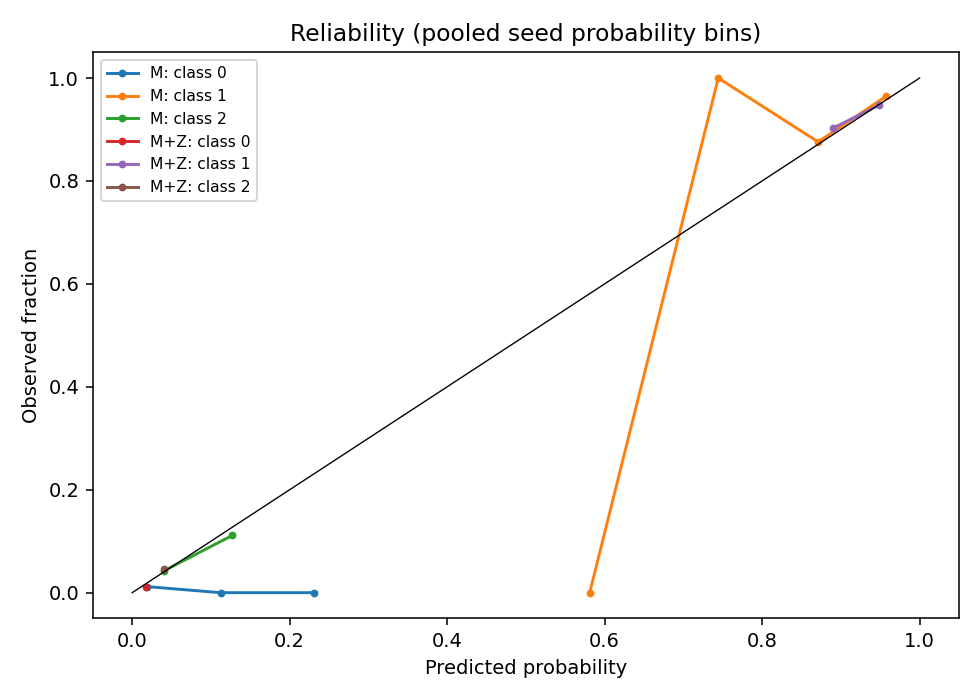 Reliability (pooled seed probability bins)
M: class 0
M: class 1
M: class 2
M+Z: class 0
M+Z: class 1
M+Z: class 2
1.0
0.8
0.6
0.4
0.2
0.0
Observed fraction
0.0 0.2 0.4 0.6 0.8 1.0
Predicted probability